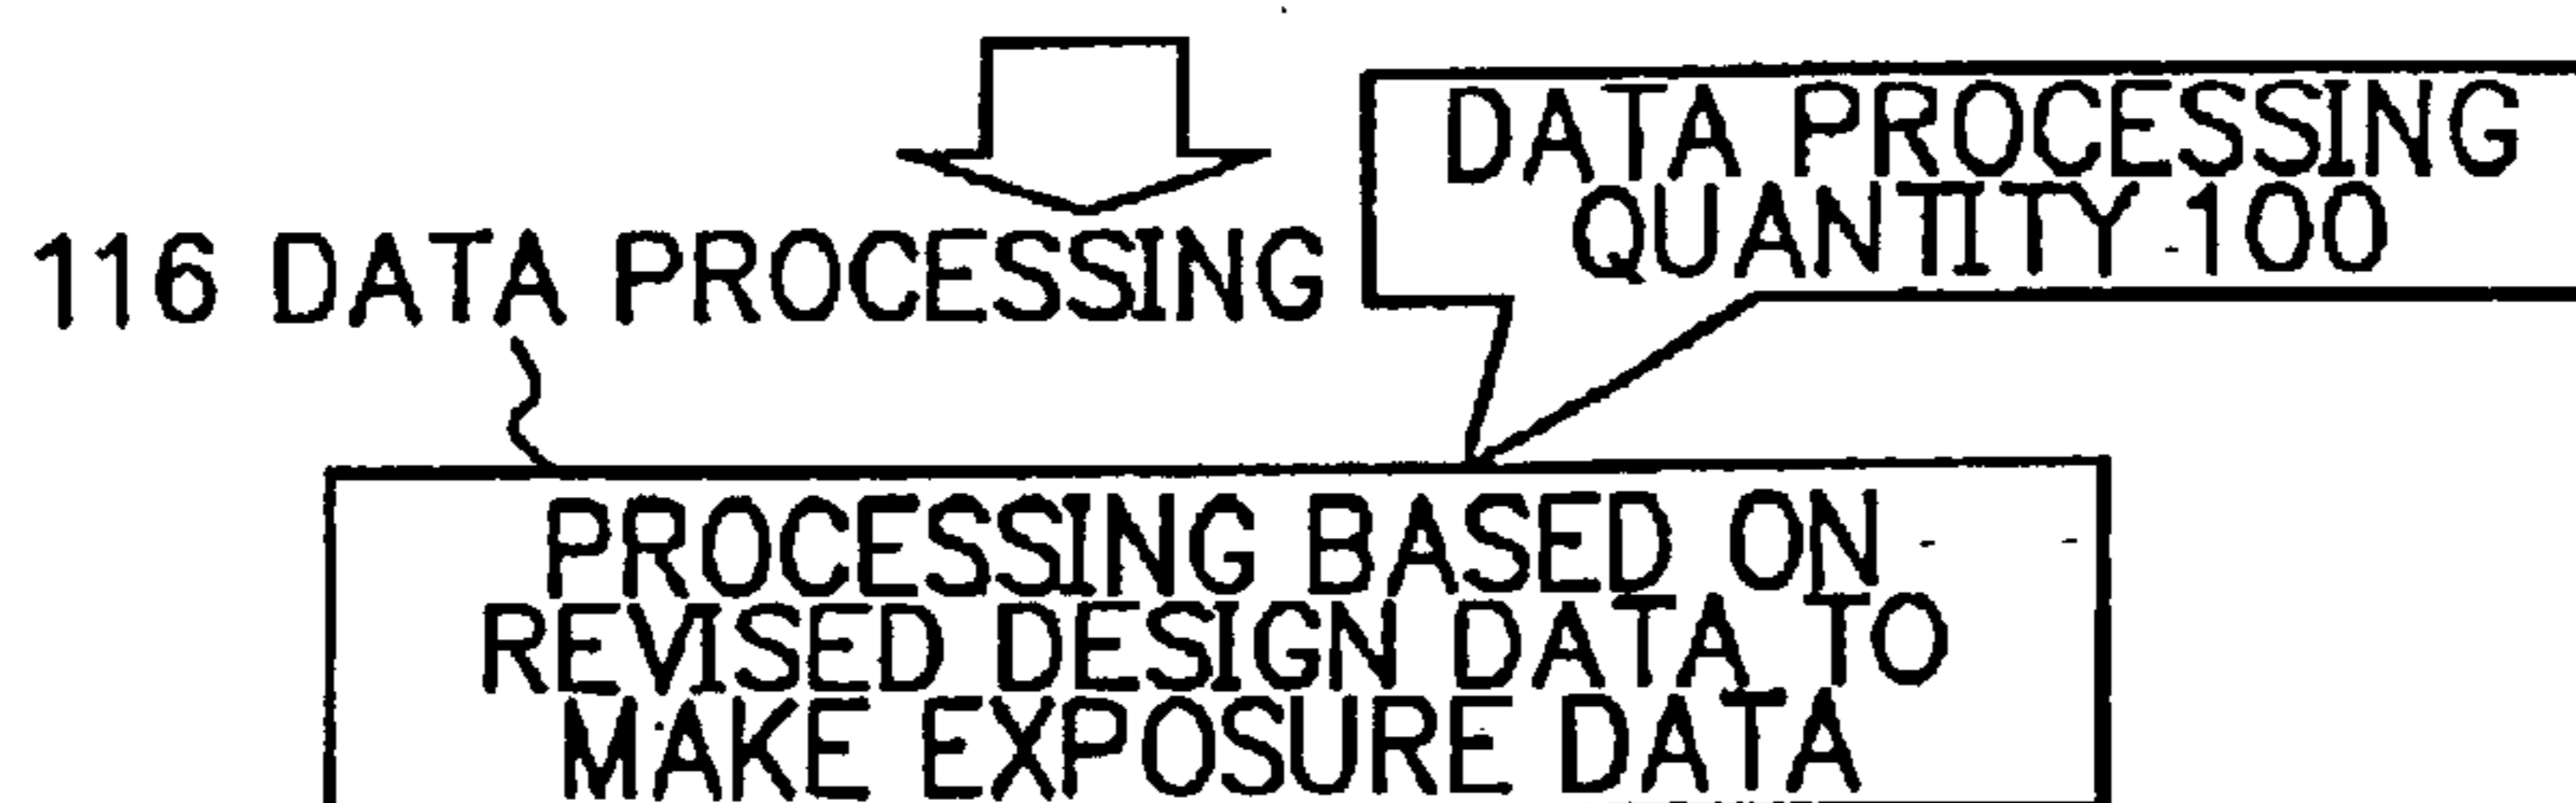 DATA PROCESSING
QUANTITY 100
116 DATA PROCESSING
PROCESSING BASED ON
REVISED DESIGN DATA TO
MAKE EXPOSURE DATA